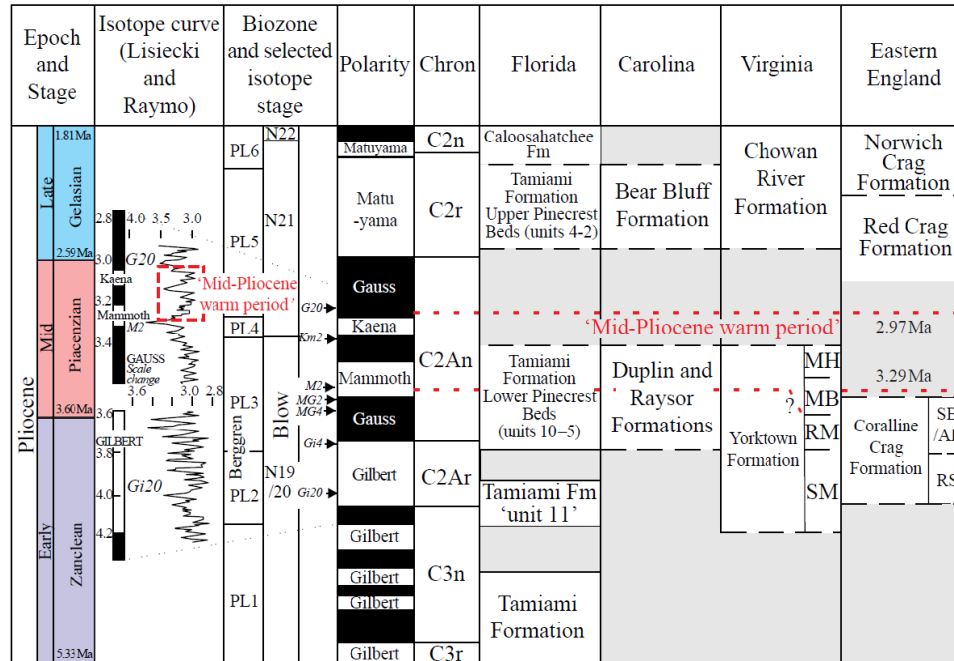 Epoch
and
Stage
Isotope curve
(Lisiecki
and
Raymo)
Biozone
and selected
isotope
stage
Polarity
Chron
Florida
Carolina
Virginia
Eastern
England
Pliocene
Late
Mid
Early
Gelasian
Piacenzian
Zanclean
1.81Ma
2.59Ma
3.60Ma
5.33Ma
2.8 4.0 3.5 3.0
3.0
G20
Kaena
3.2
Mammoth
M2
3.4
GAUSS
Scale
change
3.6 3.0 2.8
3.6
GILBERT
3.8
Gi20
4.0
4.2
‘Mid-Pliocene
warm period’
PL6
PL5
PL4
PL3
PL2
PL1
Berggren
N22
N21
Blow
N19
/20
G20
Km2
M2
MG2
MG4
Gi4
Gi20
Matuyama
Matu
-yama
Gauss
Kaena
Mammoth
Gauss
Gilbert
Gilbert
Gilbert
Gilbert
Gilbert
C2n
C2r
C2An
C2Ar
C3n
C3r
Caloosahatchee
Fm
Tamiami
Formation
Upper Pinecrest
Beds (units 4-2)
Tamiami
Formation
Lower Pinecrest
Beds
(units 10–5)
Tamiami Fm
‘unit 11’
Tamiami
Formation
Bear Bluff
Formation
Duplin and
Raysor
Formations
Chowan
River
Formation
‘Mid-Pliocene warm period’
?
Yorktown
Formation
MH
MB
RM
SM
Norwich
Crag
Formation
Red Crag
Formation
2.97Ma
3.29Ma
Coralline
Crag
Formation
RS